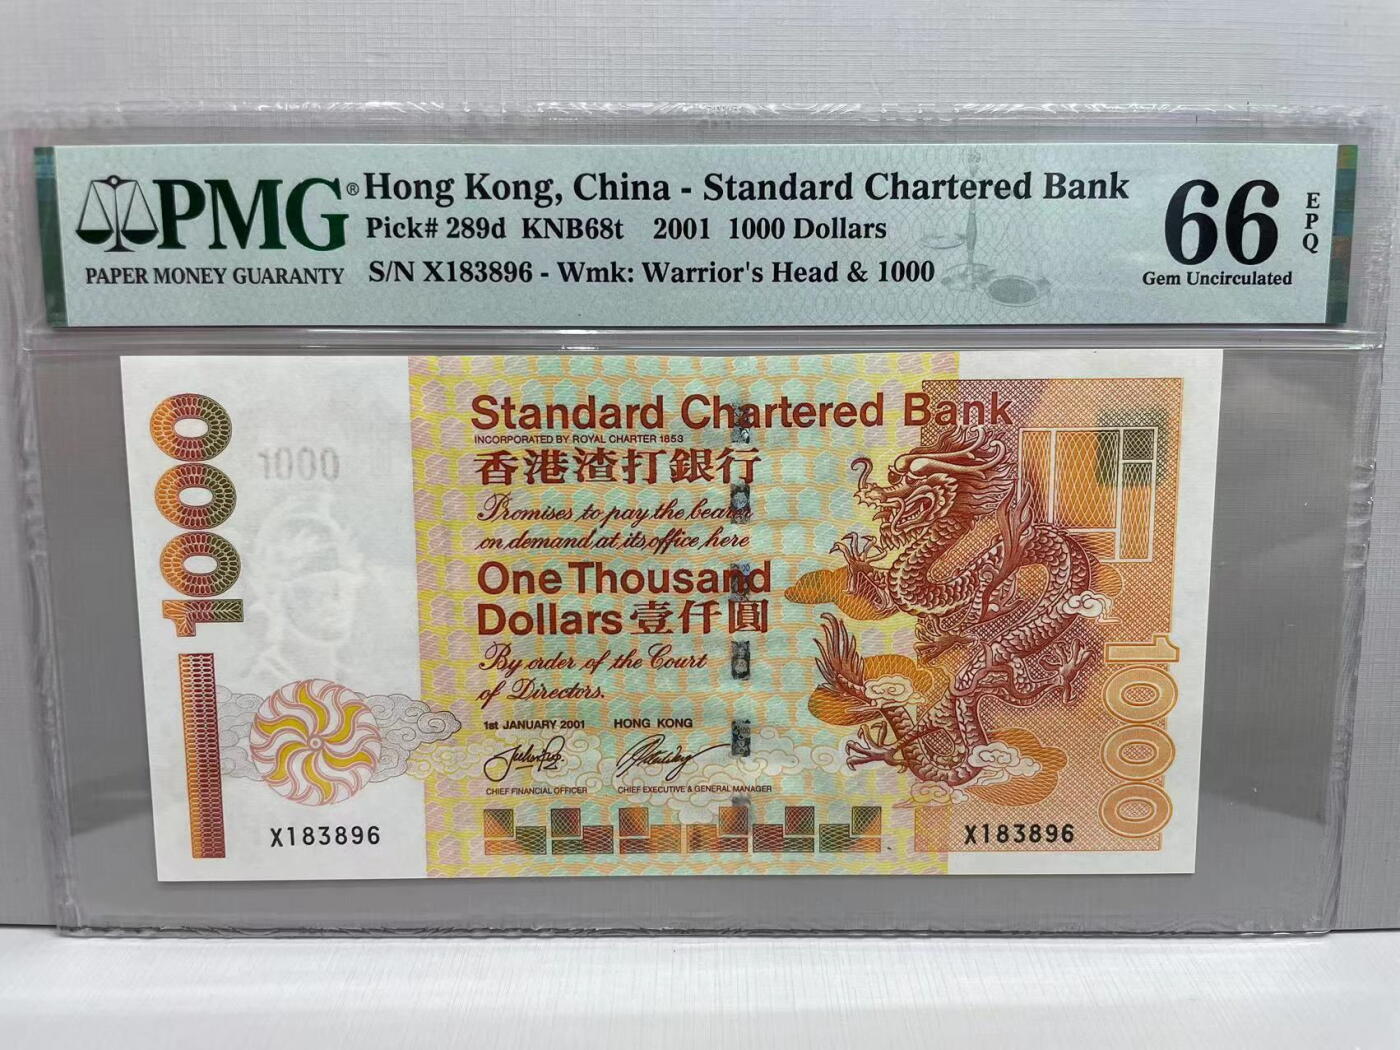 PMG®
PAPER MONEY GUARANTY
Hong Kong, China - Standard Chartered Bank
Pick# 289d KNB68t 2001 1000 Dollars
S/N X183896 - Wmk: Warrior's Head & 1000
66
EPQ
Gem Uncirculated
1000
1000
Standard Chartered Bank
INCORPORATED BY ROYAL CHARTER 1853
香港渣打銀行
Promises to pay the bearer
on demand at its office here
One Thousand
Dollars 壹仟圓
By order of the Court
of Directors.
1st JANUARY 2001 HONG KONG
CHIEF FINANCIAL OFFICER CHIEF EXECUTIVE & GENERAL MANAGER
X183896
X183896
1000